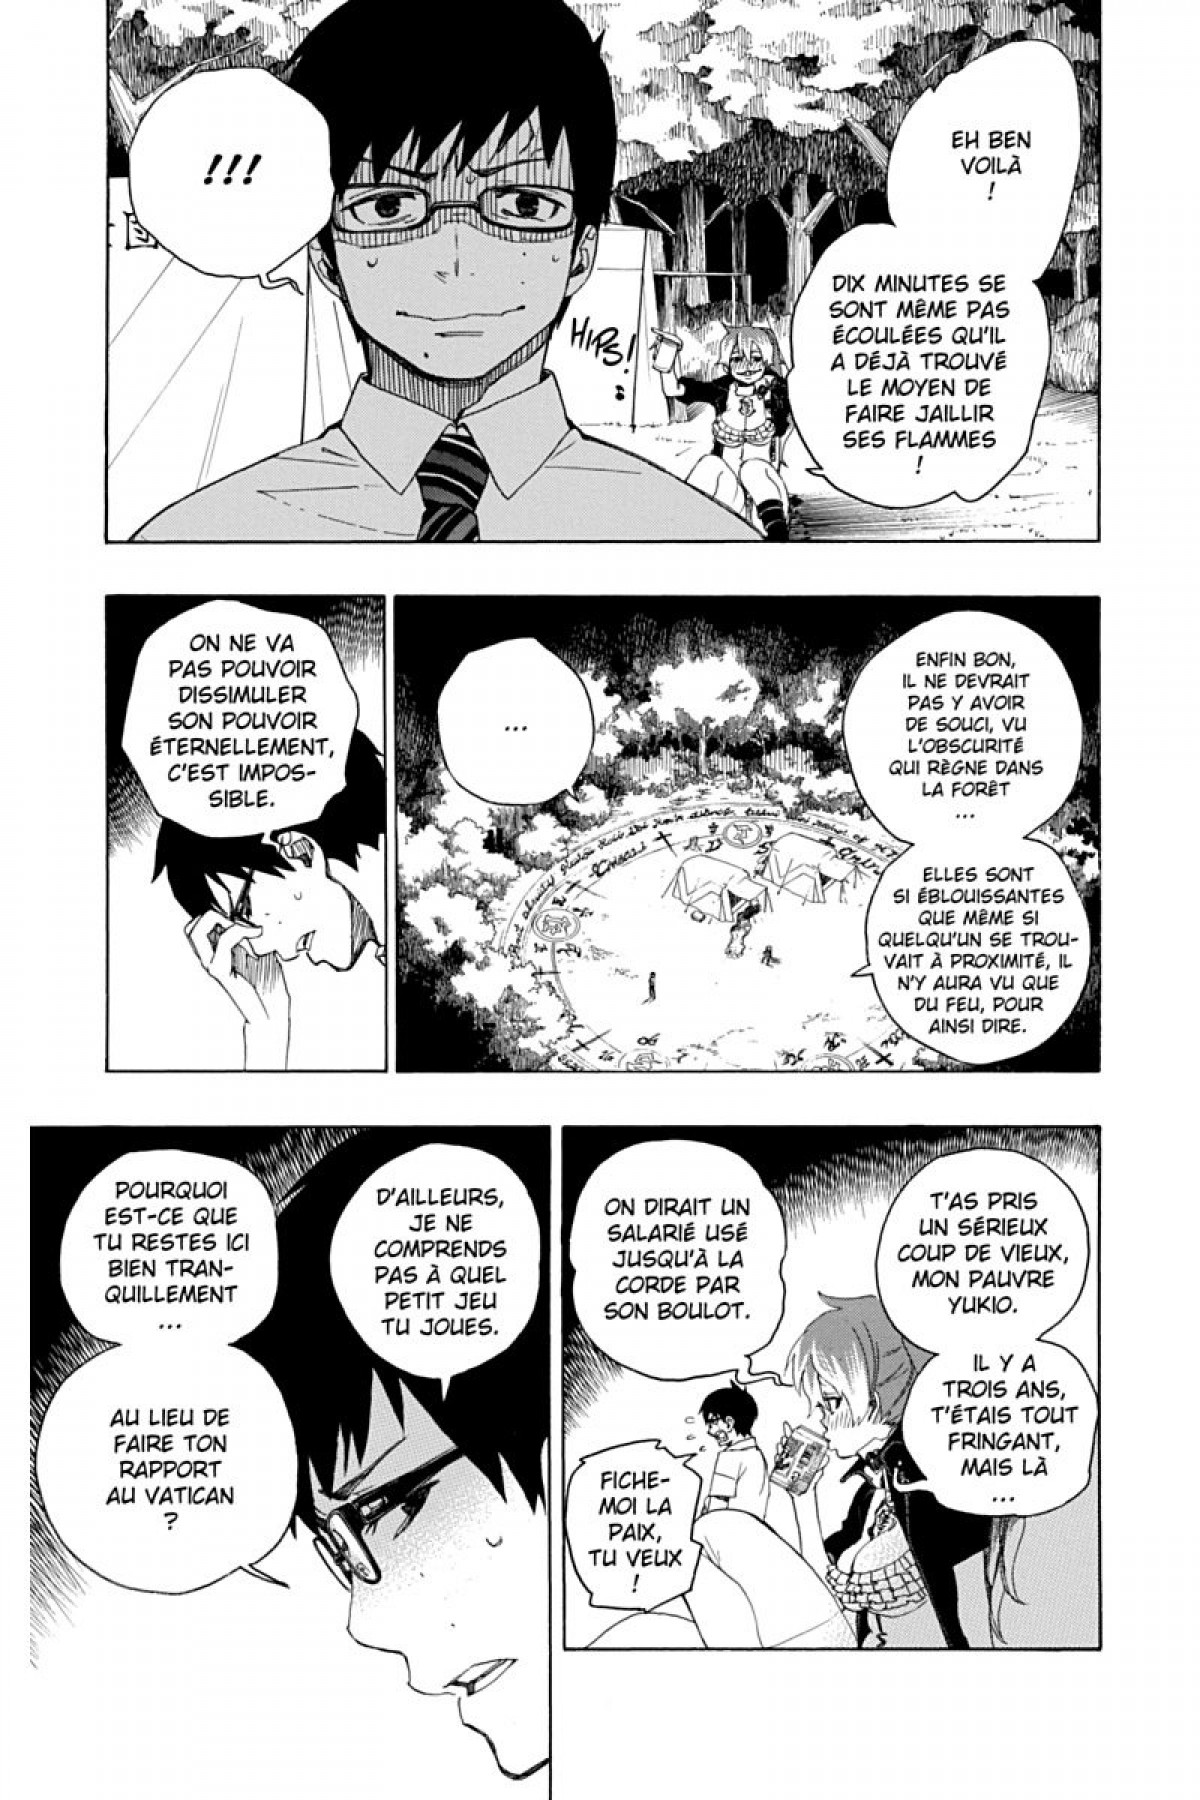 EH BEN
VOILÀ
!
DIX MINUTES SE
SONT MÊME PAS
ÉCOULÉES QU'IL
A DÉJÀ TROUVÉ
LE MOYEN DE
FAIRE JAILLIR
SES FLAMMES
!
HIPS!
!!!
ENFIN BON,
IL NE DEVRAIT
PAS Y AVOIR
DE SOUCI, VU
L'OBSCURITÉ
QUI RÈGNE DANS
LA FORÊT
...
ELLES SONT
SI ÉBLOUISSANTES
QUE MÊME SI
QUELQU'UN SE TROU-
VAIT À PROXIMITÉ, IL
N'Y AURA VU QUE
DU FEU, POUR
AINSI DIRE.
...
ON NE VA
PAS POUVOIR
DISSIMULER
SON POUVOIR
ÉTERNELLEMENT,
C'EST IMPOS-
SIBLE.
T'AS PRIS
UN SÉRIEUX
COUP DE VIEUX,
MON PAUVRE
YUKIO.
IL Y A
TROIS ANS,
T'ÉTAIS TOUT
FRINGANT,
MAIS LÀ
...
ON DIRAIT UN
SALARIÉ USÉ
JUSQU'À LA
CORDE PAR
SON BOULOT.
FICHE-
MOI LA
PAIX,
TU VEUX
!
D'AILLEURS,
JE NE
COMPRENDS
PAS À QUEL
PETIT JEU
TU JOUES.
POURQUOI
EST-CE QUE
TU RESTES ICI
BIEN TRAN-
QUILLEMENT
...
AU LIEU DE
FAIRE TON
RAPPORT
AU VATICAN
?